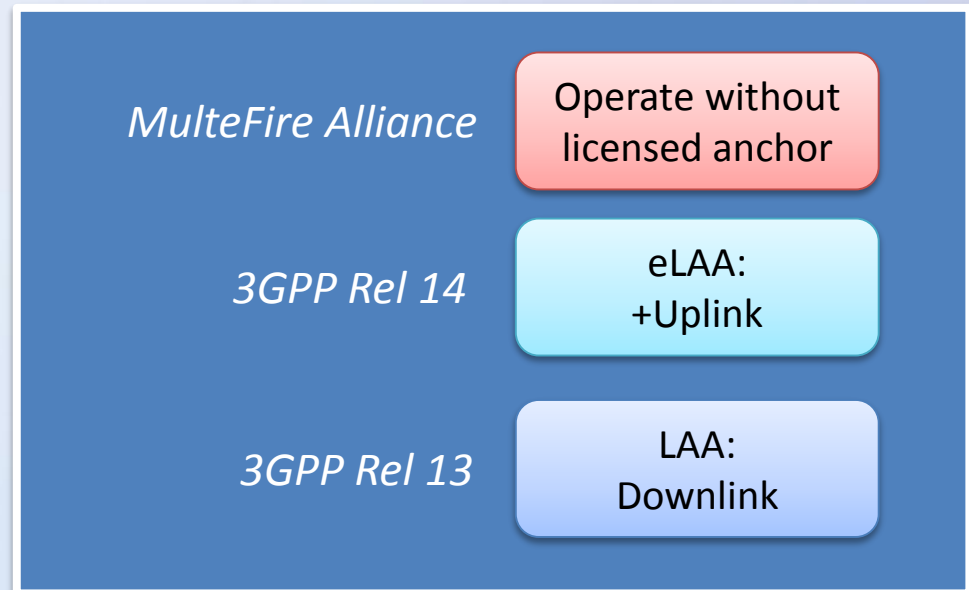 MulteFire Alliance
Operate without
licensed anchor
3GPP Rel 14
eLAA:
+Uplink
3GPP Rel 13
LAA:
Downlink